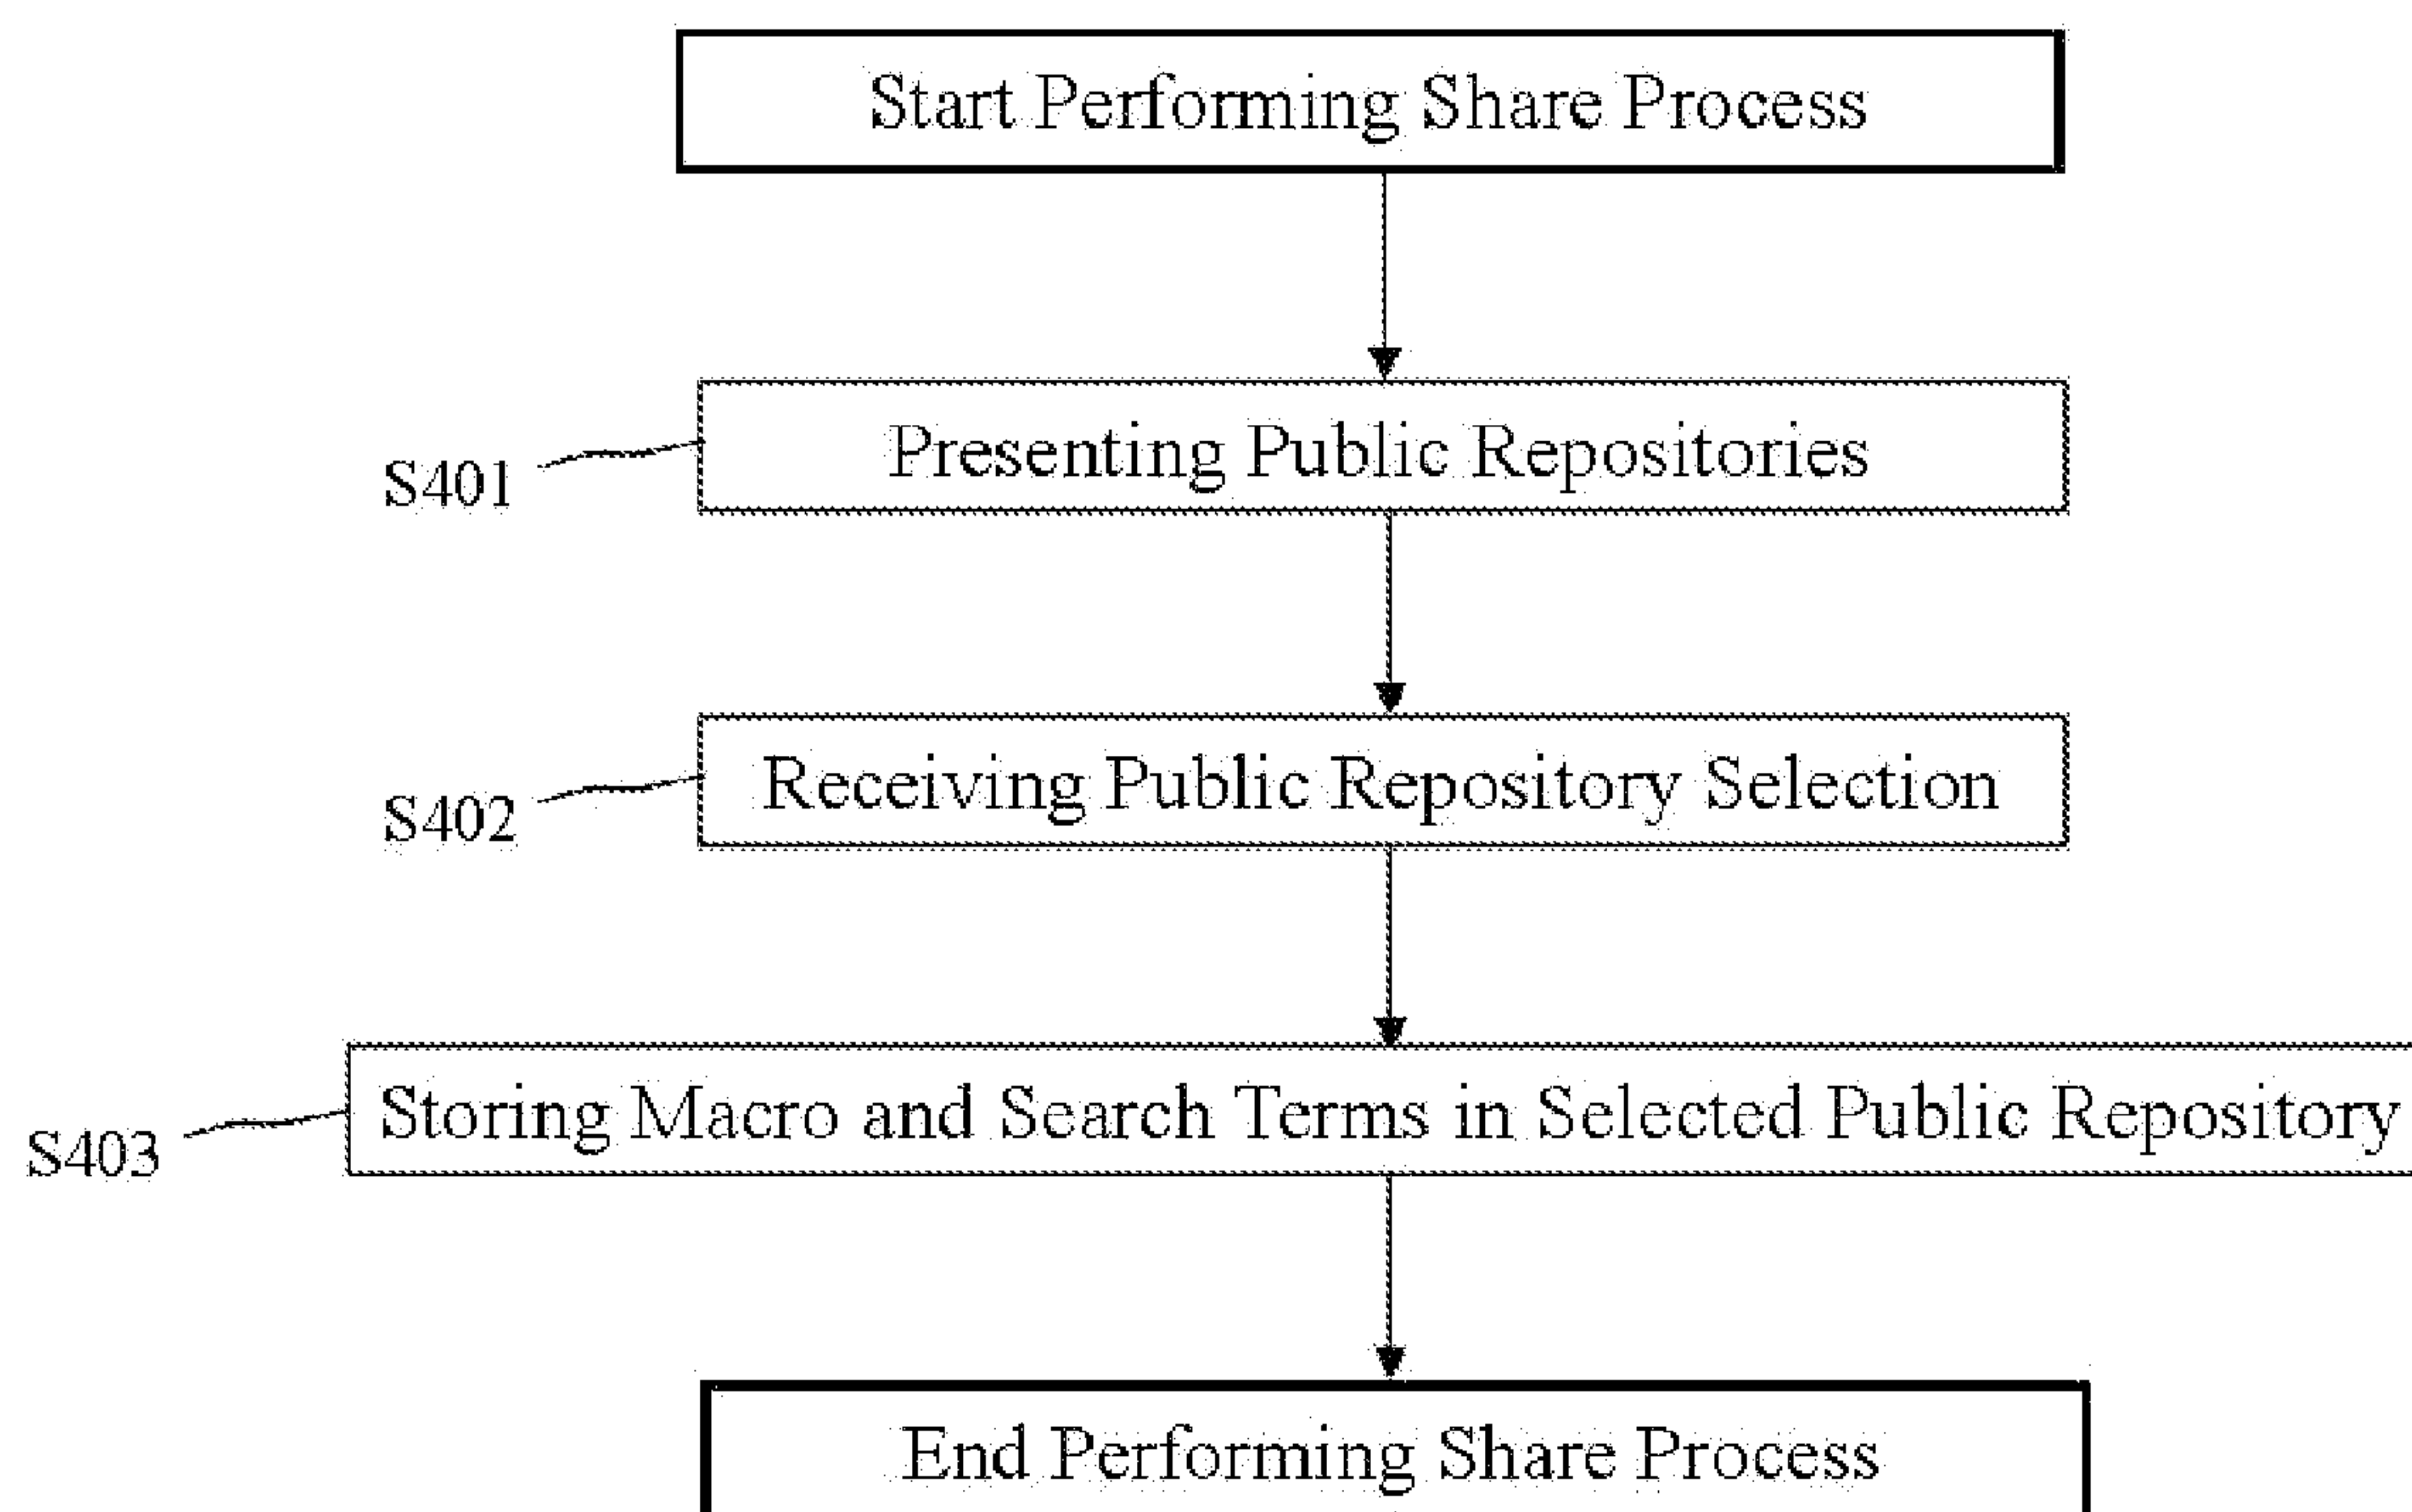 Start Performing Share Process
Presenting Public Repositories
S401
Receiving Public Repository Selection
S402
Storing Macro and Search Terms in Selected Public Repository
S403
End Performing Share Process